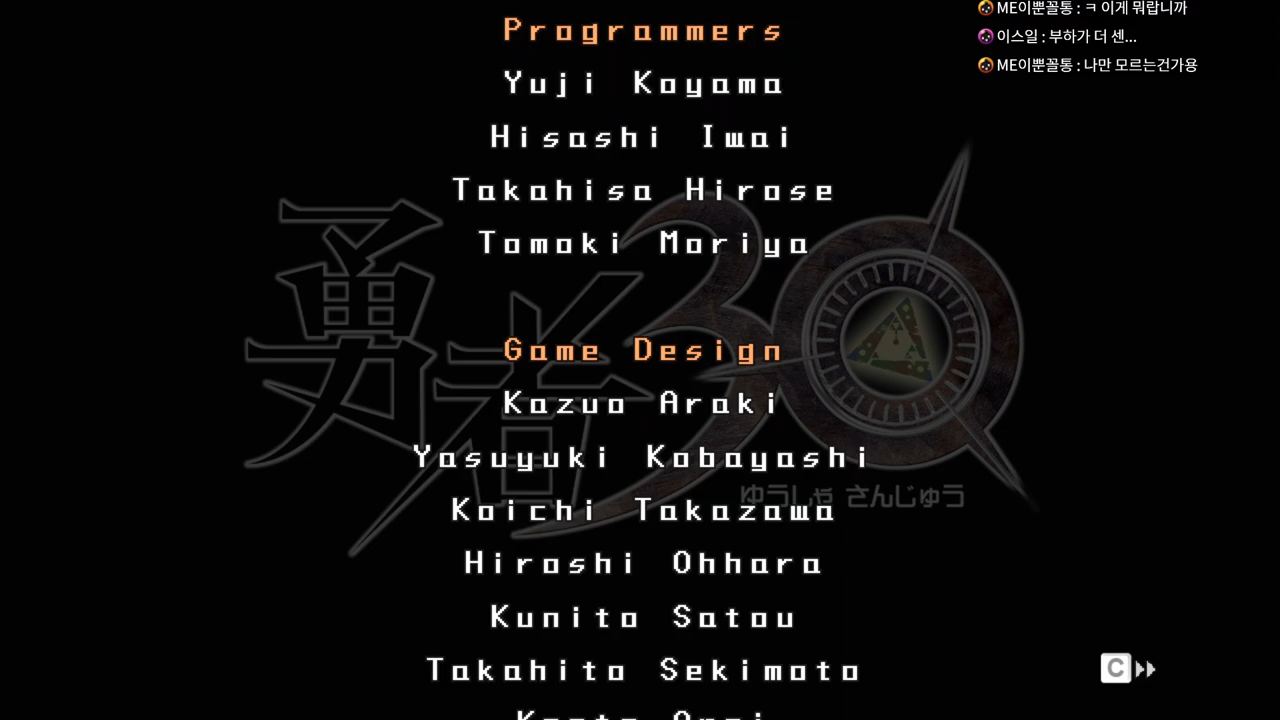 Programmers
Yuji Koyama
Hisashi Iwai
Takahisa Hirose
Tomoki Moriya
Game Design
Kazuo Araki
Yasuyuki Kobayashi
Koichi Takazawa
Hiroshi Ohhara
Kunito Satou
Takahito Sekimoto
勇者30
ゆうしゃ さんじゅう
ME이뿐꼴통 : ㅋ 이게 뭐랍니까
이스일 : 부하가 더 센...
ME이뿐꼴통 : 나만 모르는건가용
C